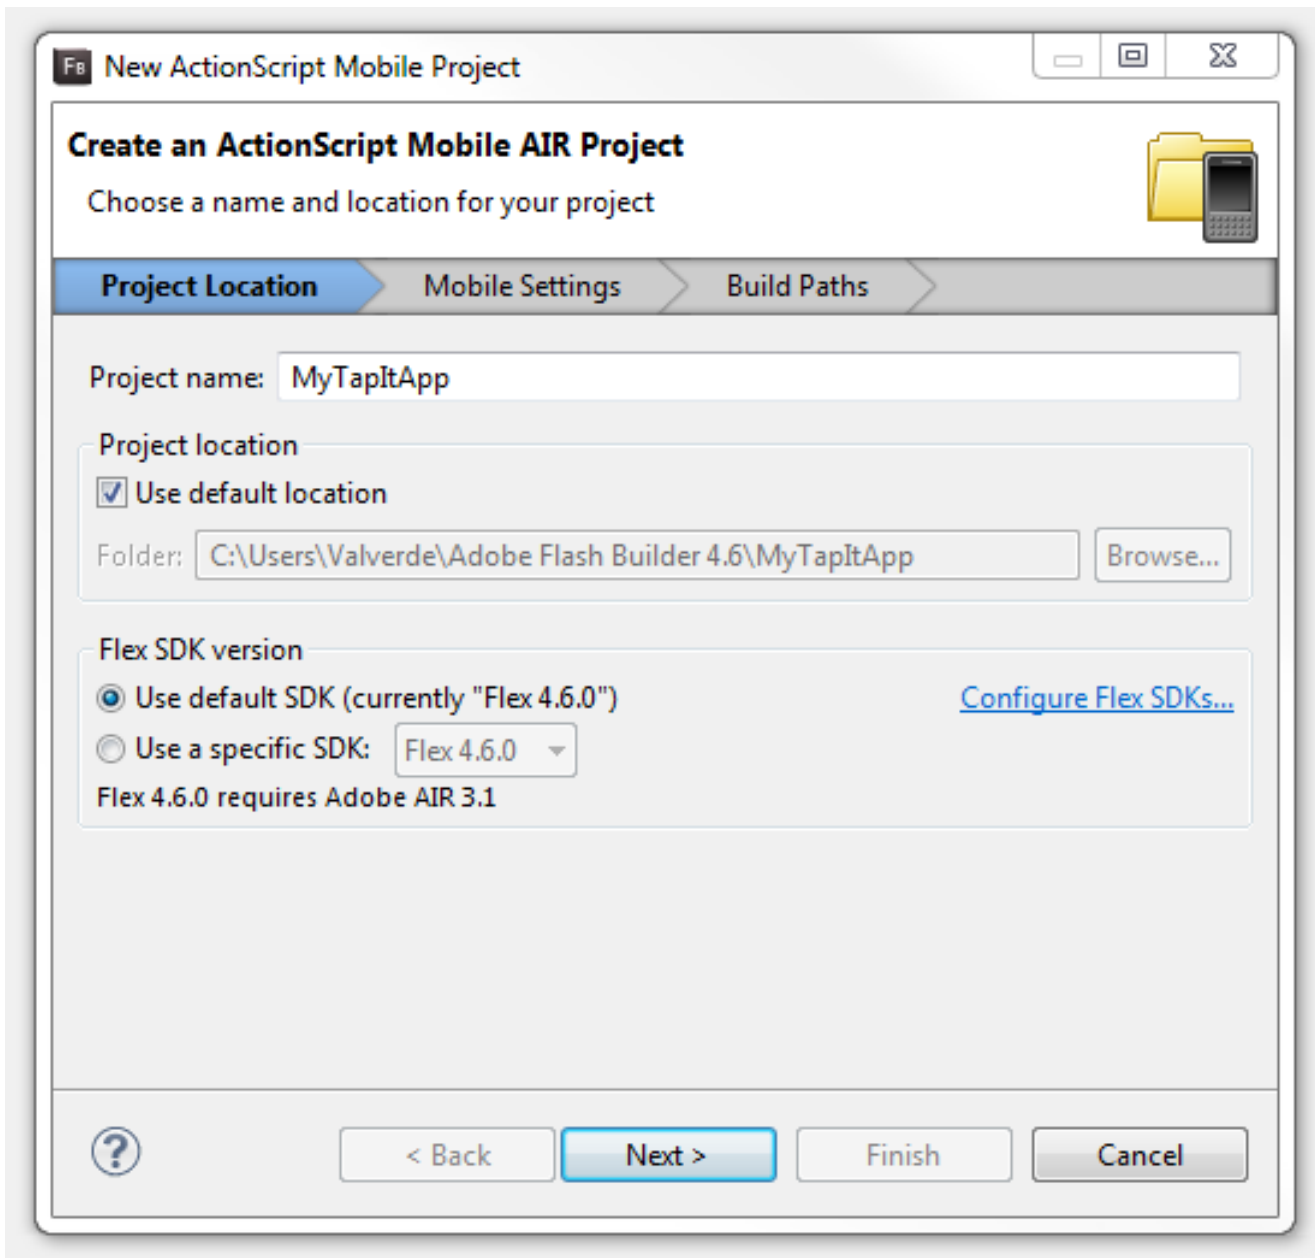 FB New ActionScript Mobile Project
Create an ActionScript Mobile AIR Project
Choose a name and location for your project
Project Location Mobile Settings Build Paths
Project name: MyTapItApp
Project location
Use default location
Folder: C:\Users\Valverde\Adobe Flash Builder 4.6\MyTapItApp Browse...
Flex SDK version
Use default SDK (currently "Flex 4.6.0") Configure Flex SDKs...
Use a specific SDK: Flex 4.6.0
Flex 4.6.0 requires Adobe AIR 3.1
? < Back Next > Finish Cancel